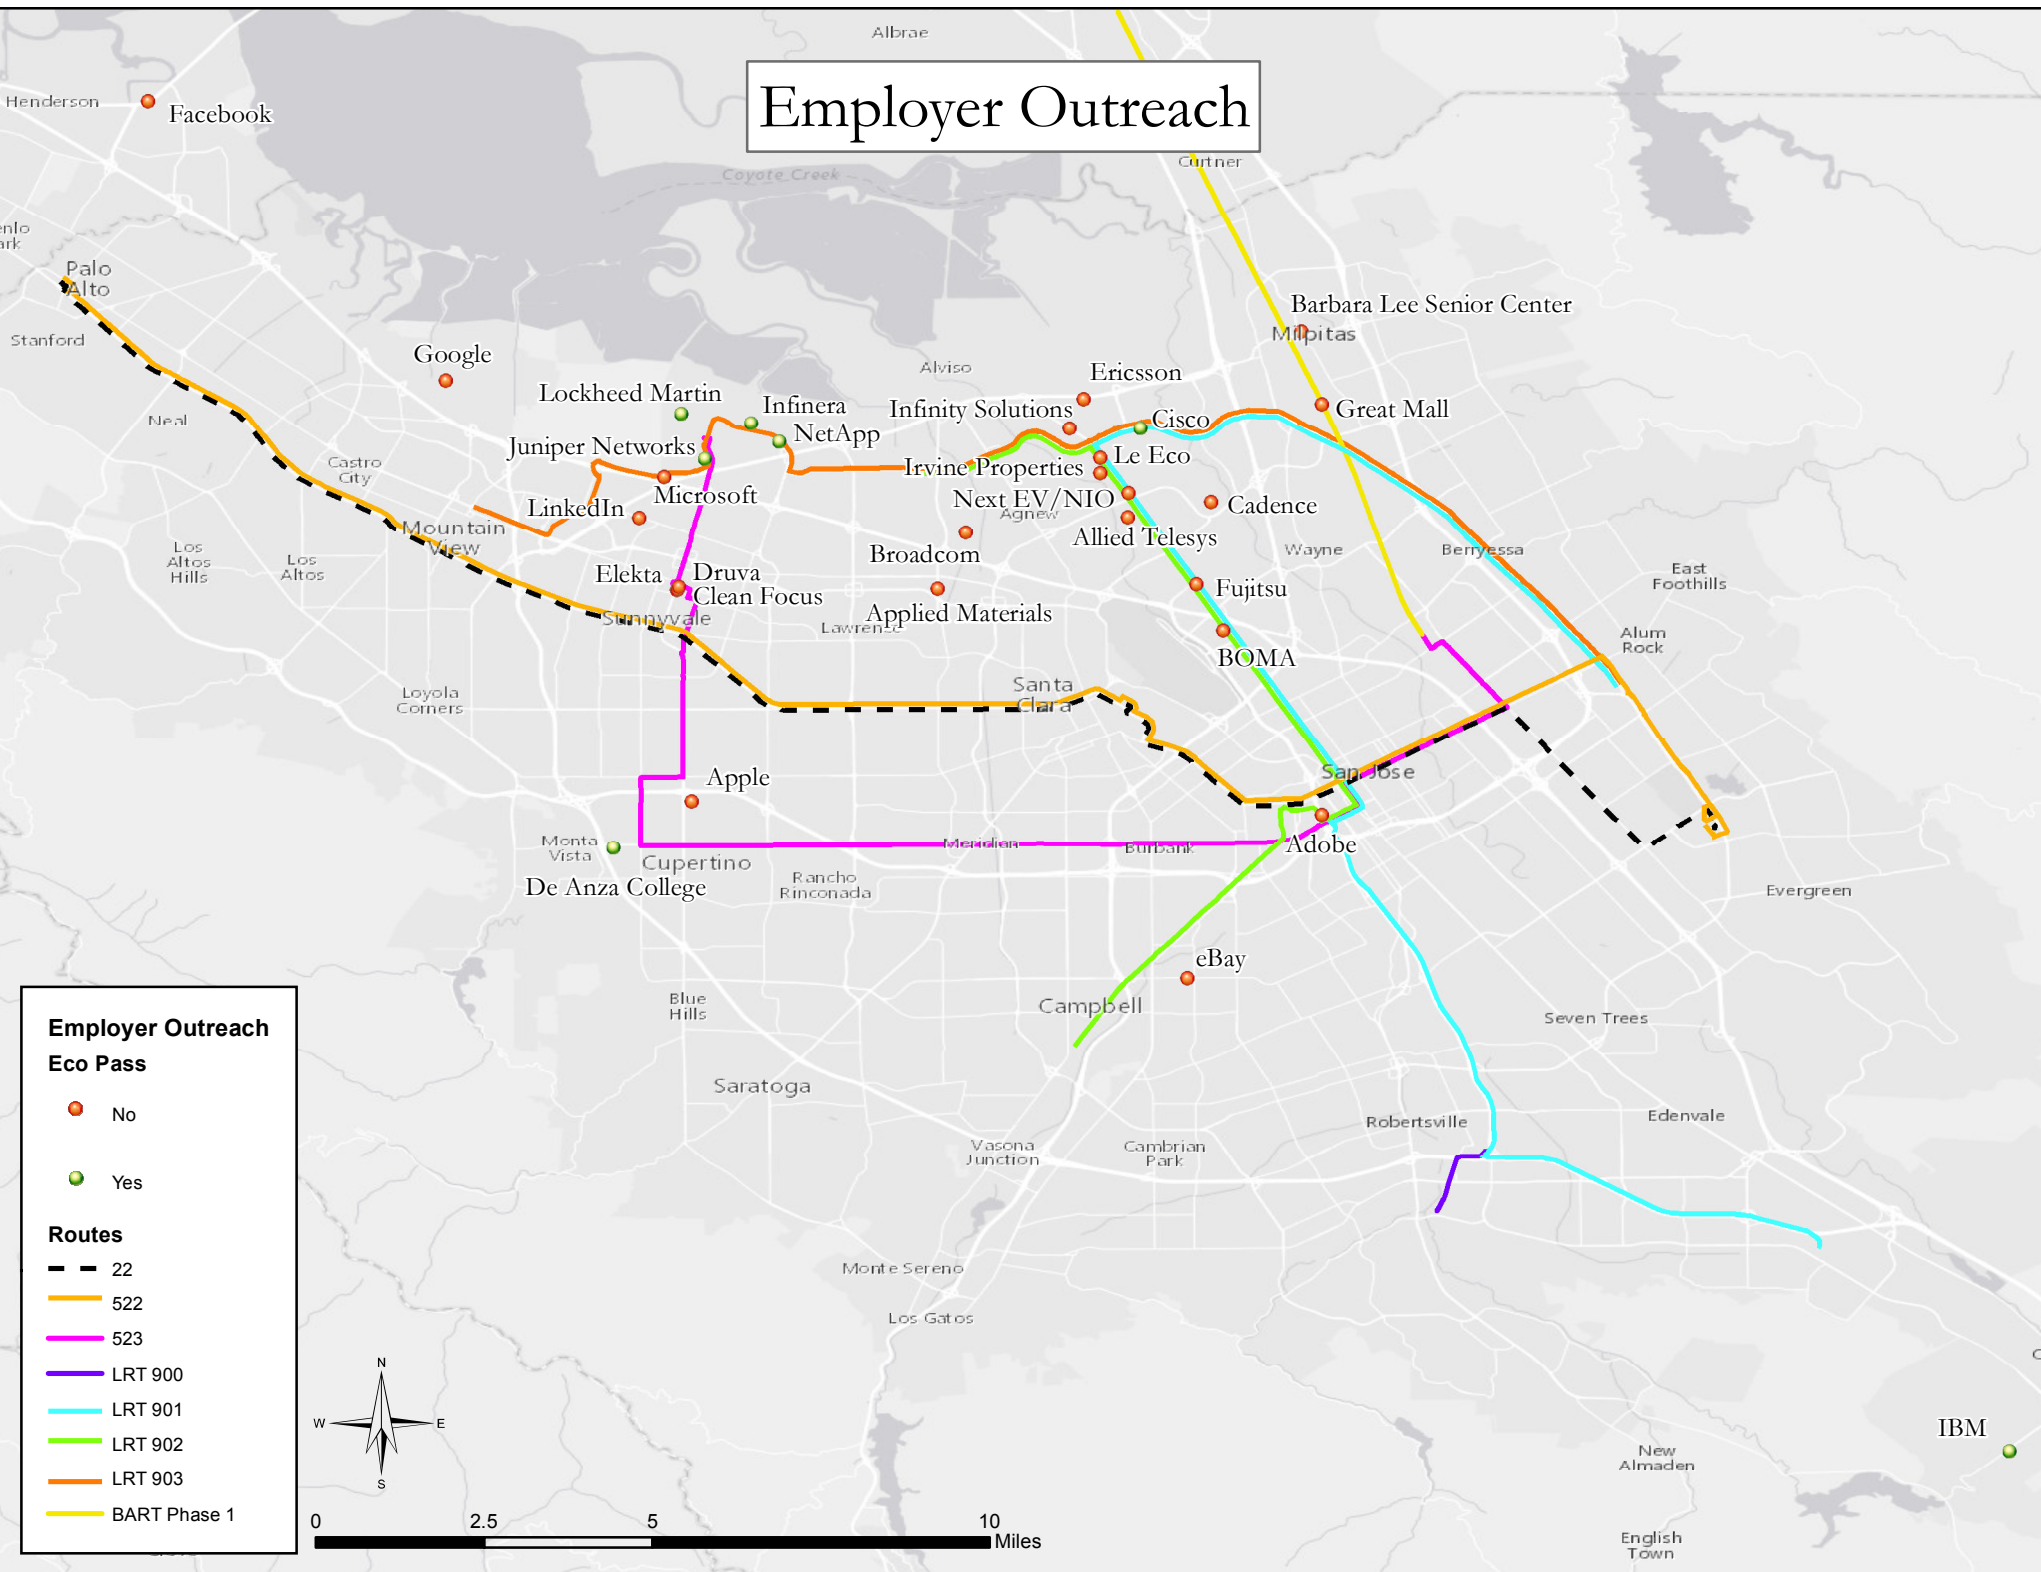 Albrae
Employer Outreach
Henderson
Facebook
Curtner
Coyote Creek
enlo
ark
Palo
Alto
Stanford
Barbara Lee Senior Center
Milpitas
Google
Alviso
Ericsson
Lockheed Martin
Infinera
Infinity Solutions
Cisco
Great Mall
Neal
NetApp
Juniper Networks
Castro
City
Irvine Properties
Le Eco
Microsoft
Next EV/NIO
Cadence
LinkedIn
Agnew
Mountain
View
Allied Telesys
Broadcom
Wayne
Berryessa
Los
Altos
Hills
Los
Altos
East
Foothills
Elekta
Druva
Clean Focus
Fujitsu
Applied Materials
Sunnyvale
Lawrence
Alum
Rock
BOMA
Santa
Clara
Loyola
Corners
San Jose
Apple
Adobe
Monta
Vista
Meridian
Burbank
Cupertino
De Anza College
Rancho
Rinconada
Evergreen
eBay
Campbell
Blue
Hills
Seven Trees
Saratoga
Robertsville
Edenvale
Vasona
Junction
Cambrian
Park
Monte Sereno
Los Gatos
IBM
New
Almaden
English
Town
Employer Outreach
Eco Pass
No
Yes
Routes
22
522
523
LRT 900
LRT 901
LRT 902
LRT 903
BART Phase 1
N
W
E
S
0
2.5
5
10
Miles